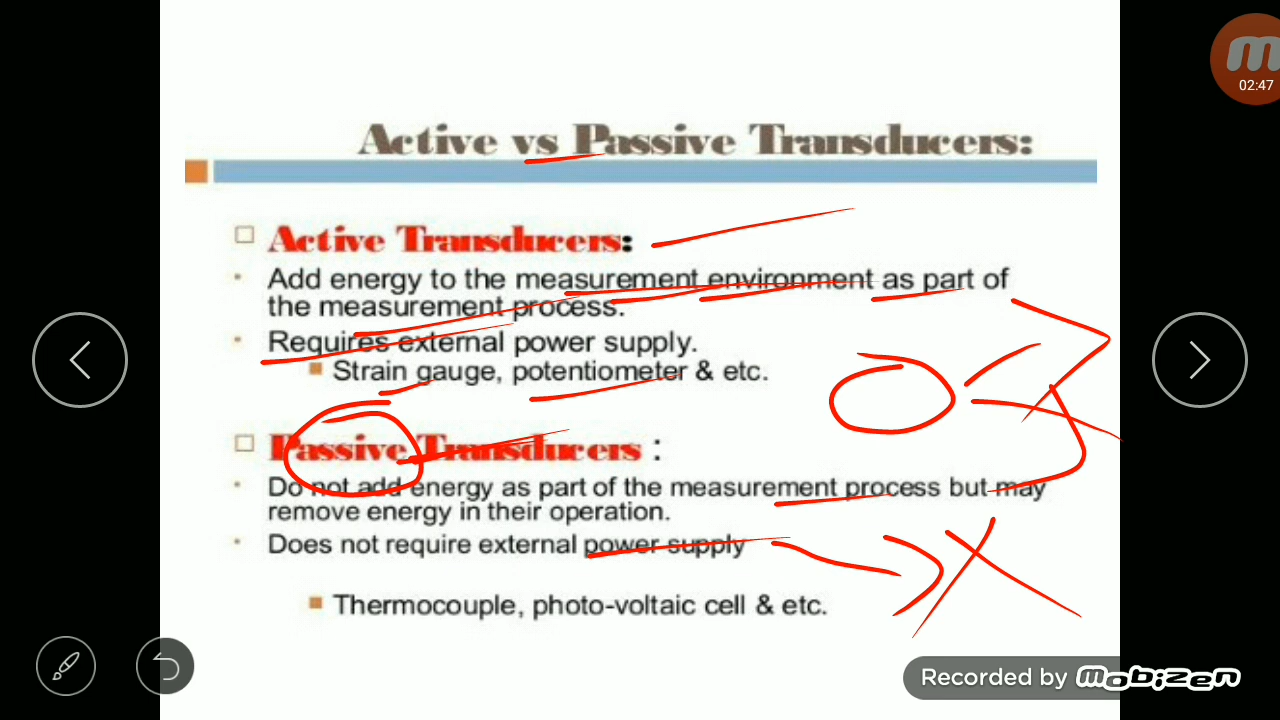 02:47
Active vs Passive Transducers:
Active Transducers:
Add energy to the measurement environment as part of
the measurement process.
Requires external power supply.
Strain gauge, potentiometer & etc.
Passive Transducers :
Do not add energy as part of the measurement process but may
remove energy in their operation.
Does not require external power supply
Thermocouple, photo-voltaic cell & etc.
Recorded by mobizen